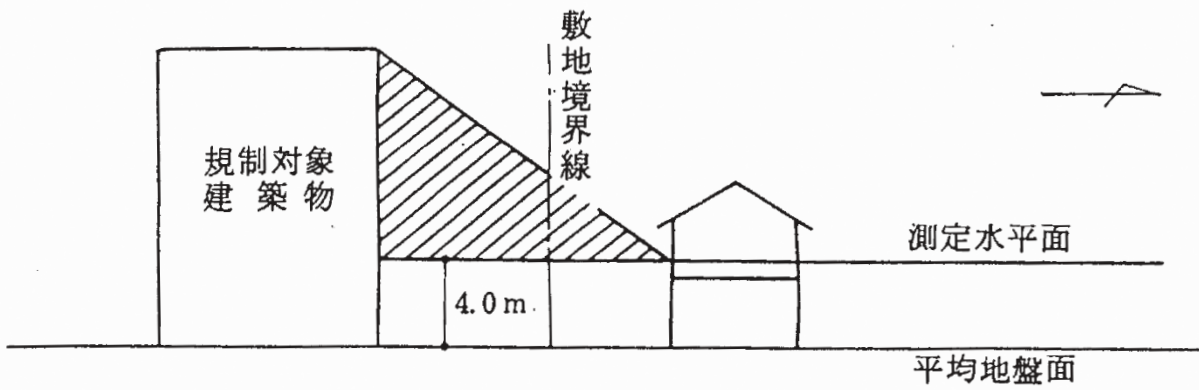 敷地境界線
規制対象
建築物
測定水平面
4.0m
平均地盤面